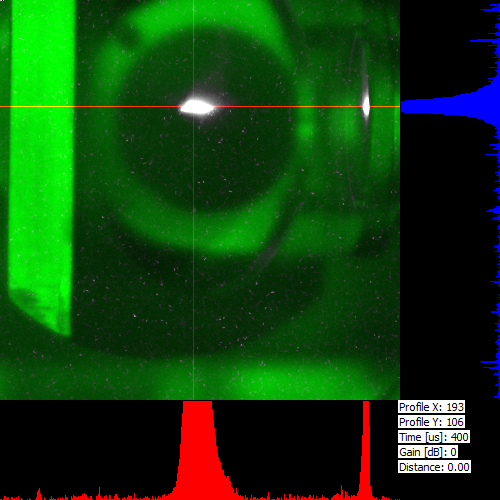 Profile X: 193
Profile Y: 106
Time [us]: 400
Gain [dB]: 0
Distance: 0.00